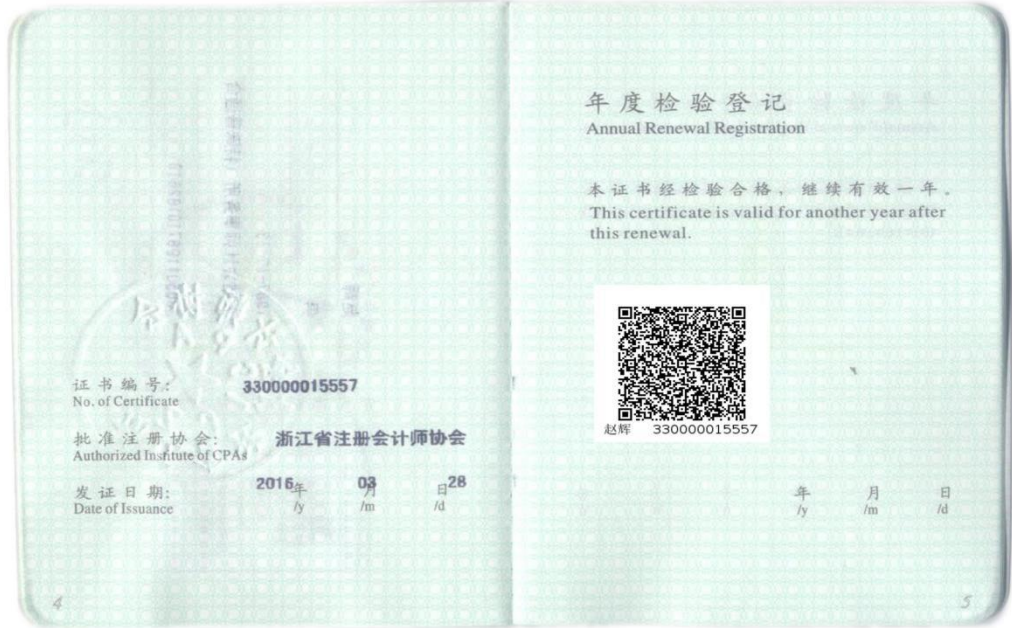 证书编号: 330000015557
No. of Certificate
批准注册协会: 浙江省注册会计师协会
Authorized Institute of CPAs
发证日期: 2016年 03月 28日
Date of Issuance /y /m /d
4
年度检验登记
Annual Renewal Registration
本证书经检验合格，继续有效一年。
This certificate is valid for another year after
this renewal.
赵辉 330000015557
年 月 日
/y /m /d
5